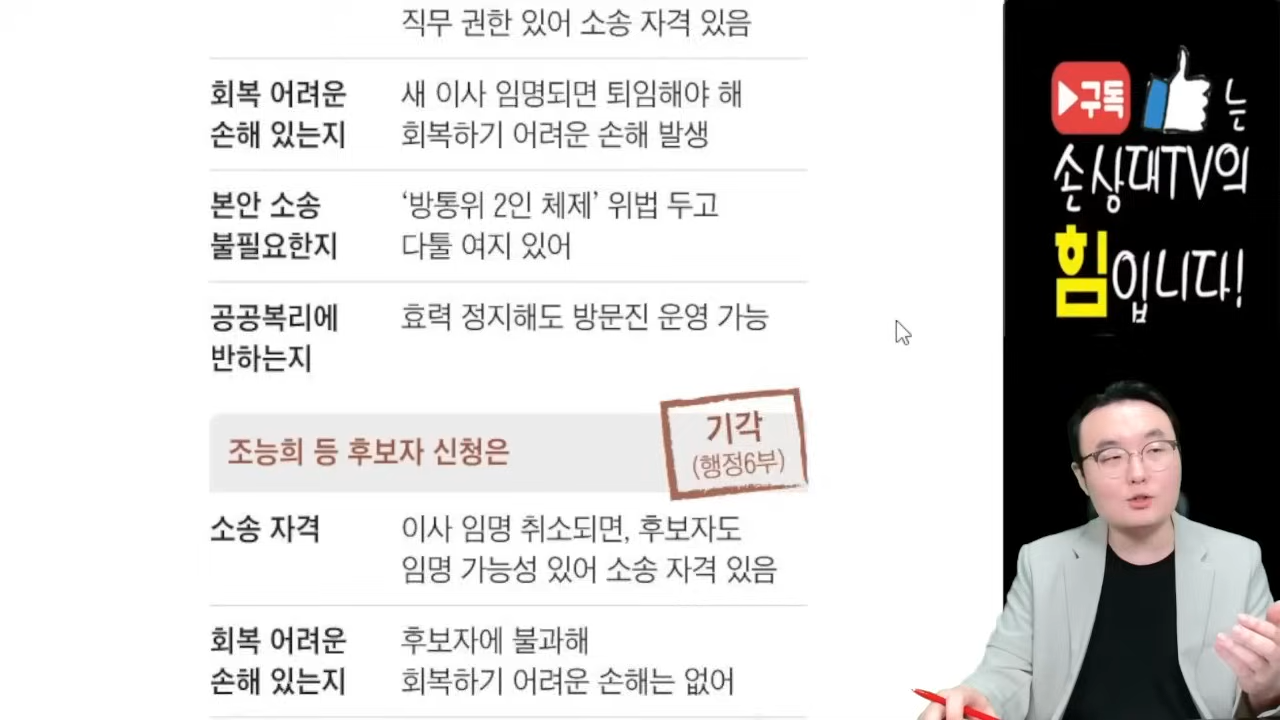 직무 권한 있어 소송 자격 있음
회복 어려운
손해 있는지
새 이사 임명되면 퇴임해야 해
회복하기 어려운 손해 발생
본안 소송
불필요한지
‘방통위 2인 체제’ 위법 두고
다툴 여지 있어
공공복리에
반하는지
효력 정지해도 방문진 운영 가능
조능희 등 후보자 신청은
기각
(행정6부)
소송 자격
이사 임명 취소되면, 후보자도
임명 가능성 있어 소송 자격 있음
회복 어려운
손해 있는지
후보자에 불과해
회복하기 어려운 손해는 없어
구독
는
손상대TV의
힘입니다!